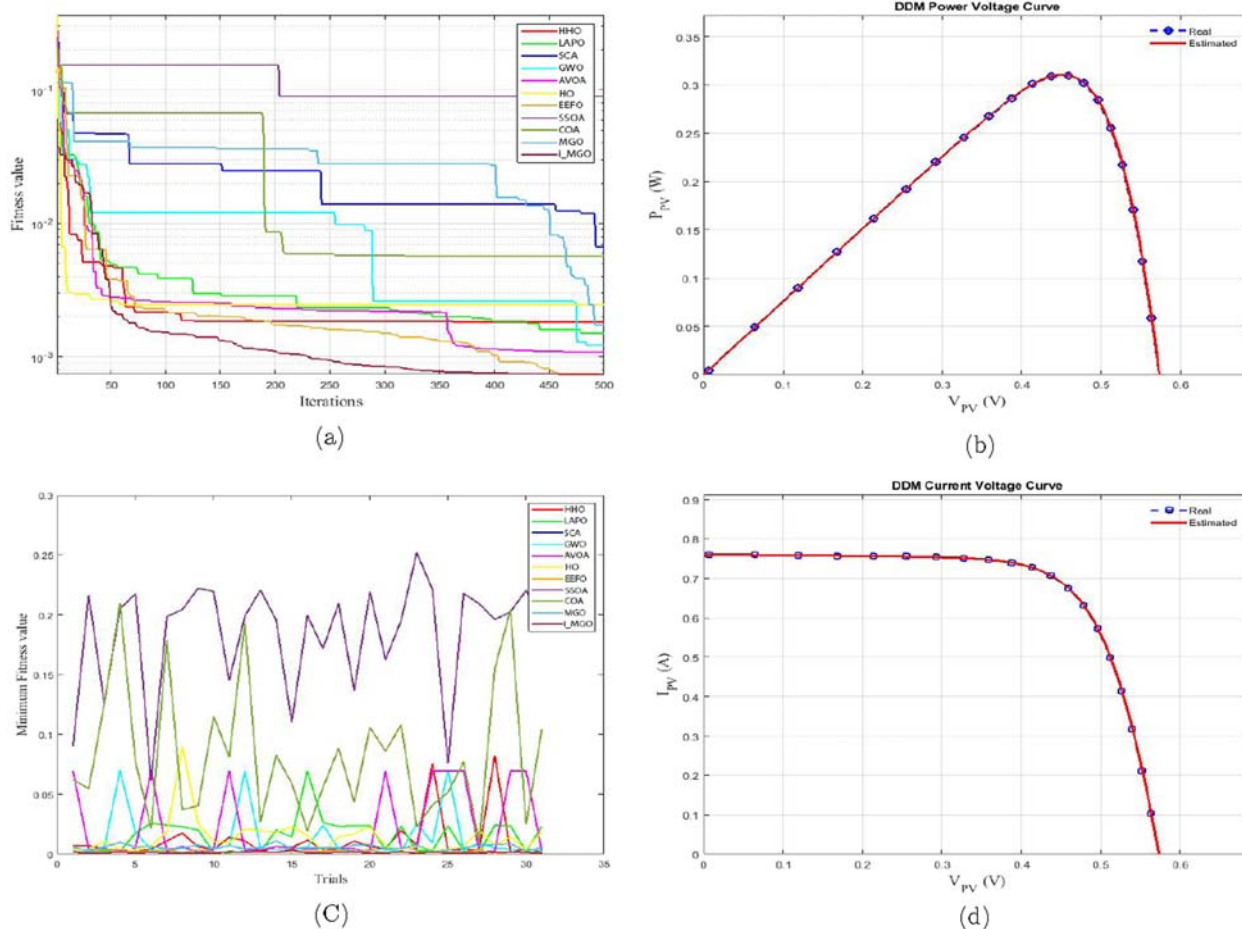 HHO
LAPO
SCA
GWO
AVOA
HO
EEFO
SSOA
COA
MGO
I_MGO
10-1
10-2
10-3
Fitness value
50 100 150 200 250 300 350 400 450 500
Iterations
(a)
DDM Power Voltage Curve
Real
Estimated
0.35
0.3
0.25
0.2
0.15
0.1
0.05
0
P_PV (W)
0 0.1 0.2 0.3 0.4 0.5 0.6
V_PV (V)
(b)
HHO
LAPO
SCA
GWO
AVOA
HO
EEFO
SSOA
COA
MGO
I_MGO
0.3
0.25
0.2
0.15
0.1
0.05
0
Minimum Fitness value
0 5 10 15 20 25 30 35
Trials
(C)
DDM Current Voltage Curve
Real
Estimated
0.9
0.8
0.7
0.6
0.5
0.4
0.3
0.2
0.1
0
I_PV (A)
0 0.1 0.2 0.3 0.4 0.5 0.6
V_PV (V)
(d)